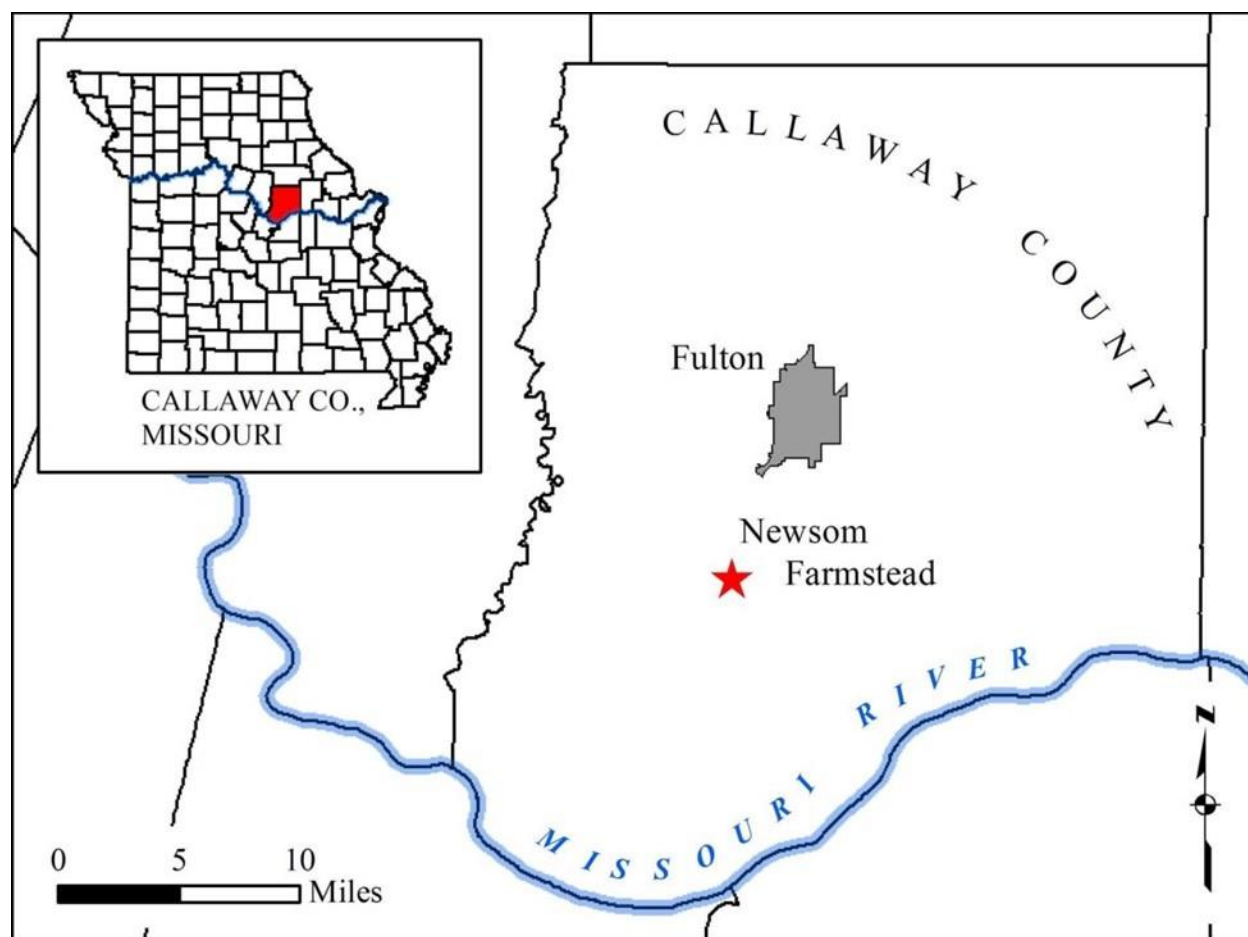 CALLAWAY COUNTY
CALLAWAY CO.,
MISSOURI
Fulton
Newsom
Farmstead
MISSOURI RIVER
N
0 5 10
Miles